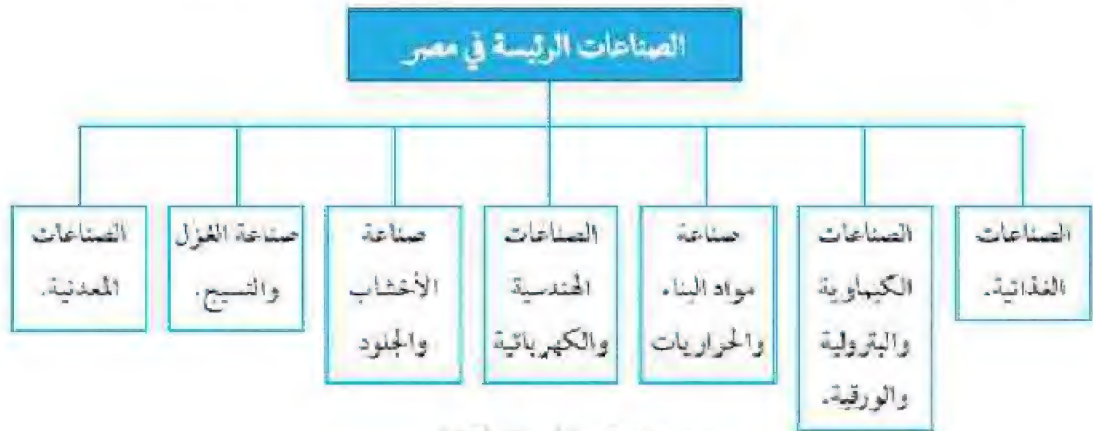 الصناعات الرئيسة في مصر
الصناعات
الغذائية.
الصناعات
الكيماوية
والبترولية
والورقية.
صناعة
مواد البناء.
والحراريات
الصناعات
الهندسية
والكهربائية
صناعة
الأخشاب
والجلود
صناعة الغزل
والنسيج.
الصناعات
المعدنية.